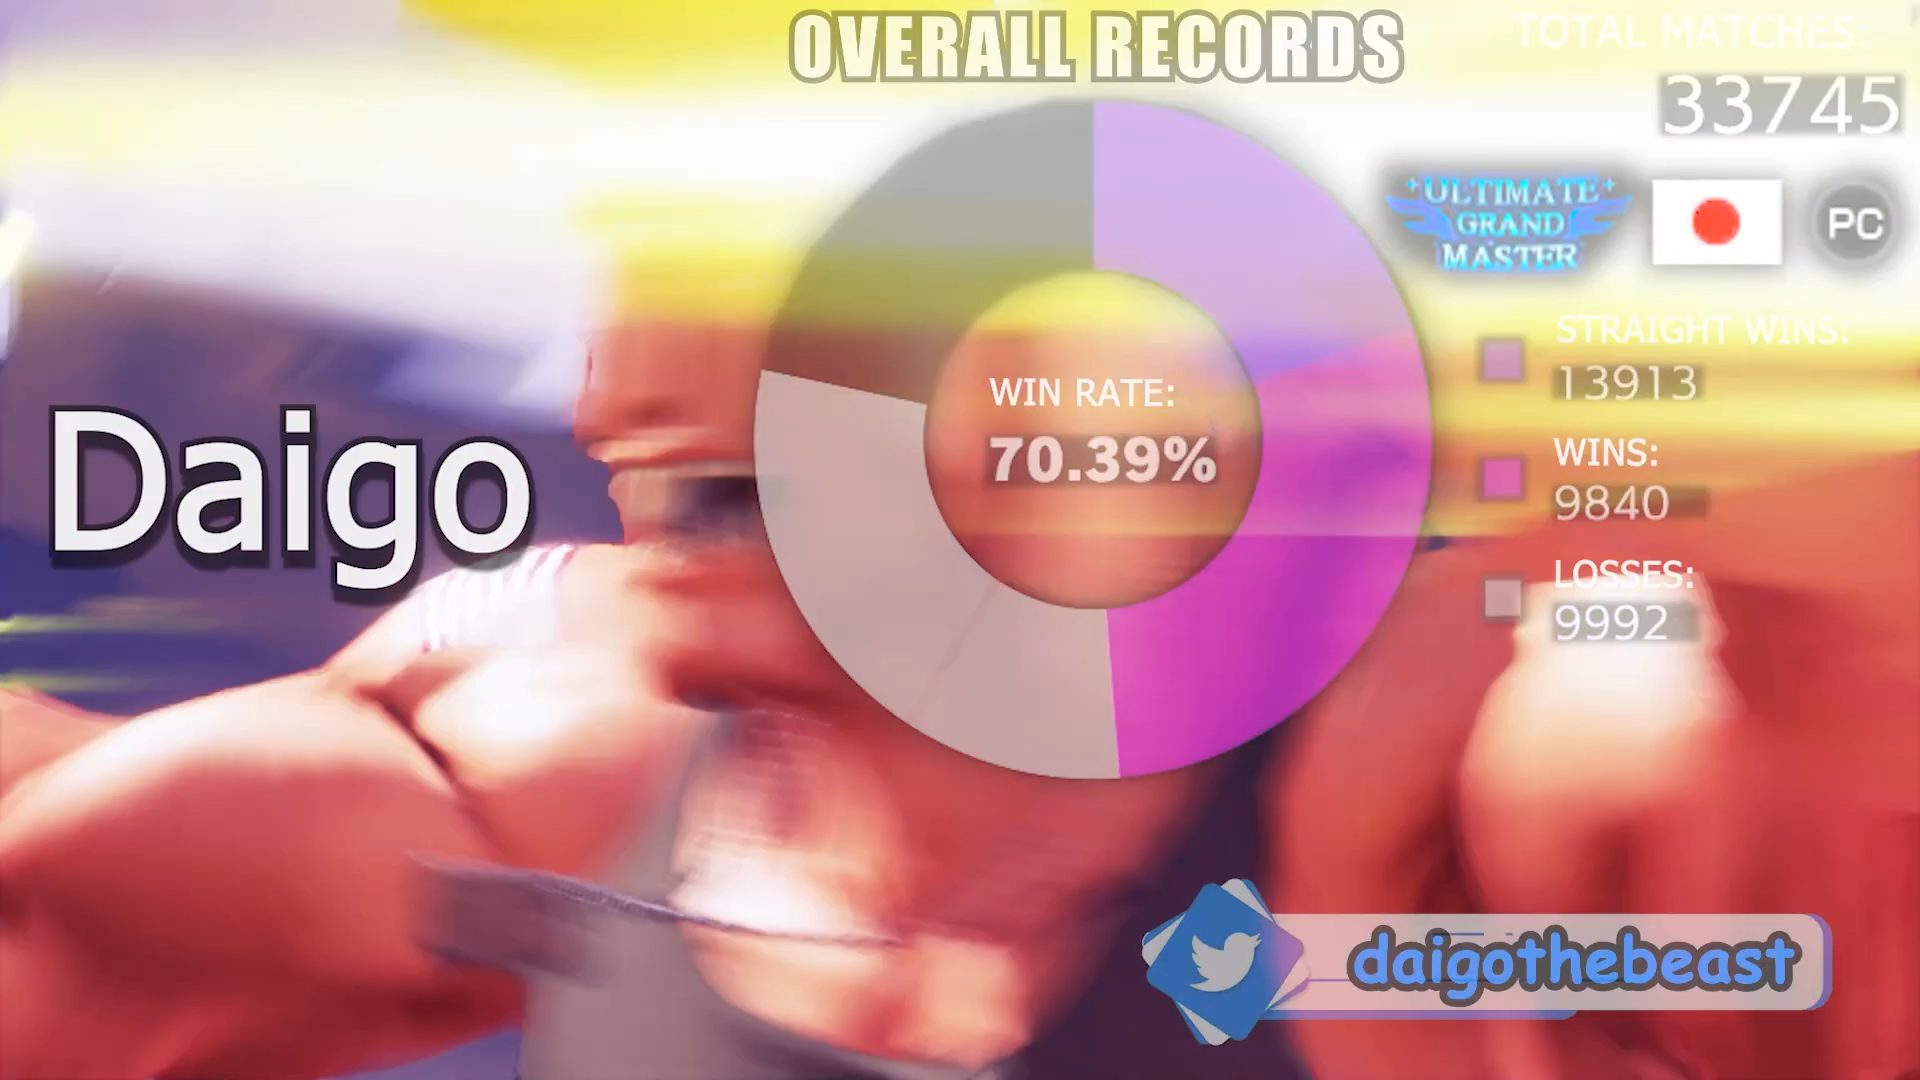 OVERALL RECORDS
TOTAL MATCHES:
33745
ULTIMATE
GRAND
MASTER
PC
STRAIGHT WINS:
13913
WIN RATE:
70.39%
WINS:
9840
Daigo
LOSSES:
9992
daigothebeast